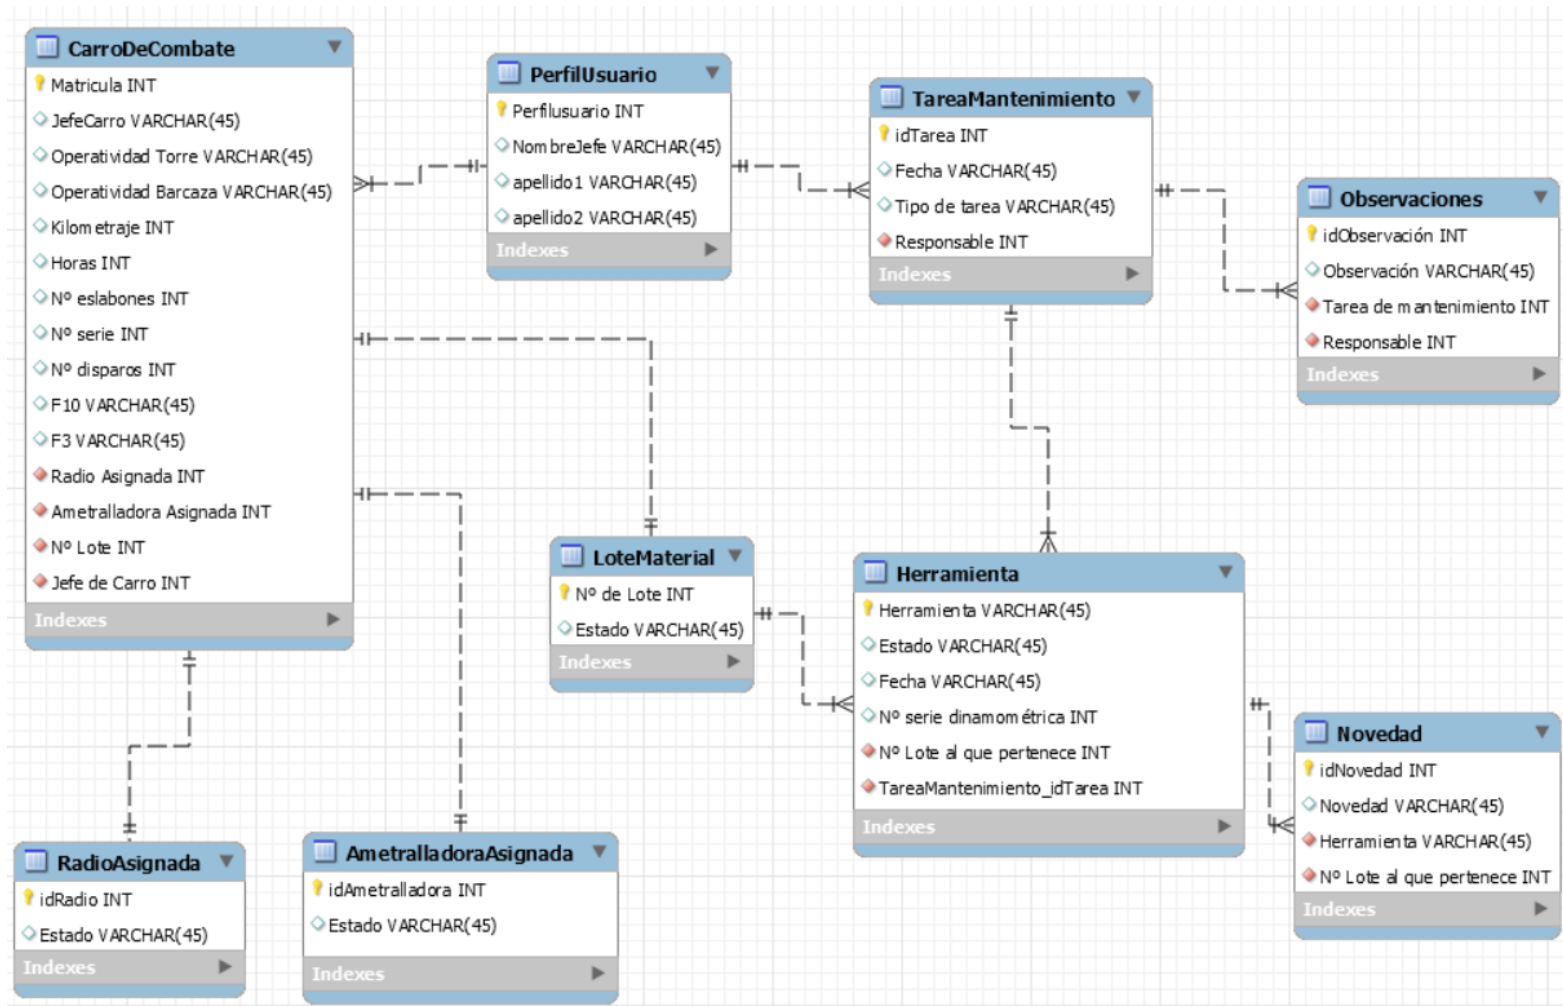 CarroDeCombate
Matricula INT
JefeCarro VARCHAR(45)
Operatividad Torre VARCHAR(45)
Operatividad Barcaza VARCHAR(45)
Kilometraje INT
Horas INT
Nº eslabones INT
Nº serie INT
Nº disparos INT
F10 VARCHAR(45)
F3 VARCHAR(45)
Radio Asignada INT
Ametralladora Asignada INT
Nº Lote INT
Jefe de Carro INT
Indexes
PerfilUsuario
Perfilusuario INT
NombreJefe VARCHAR(45)
apellido1 VARCHAR(45)
apellido2 VARCHAR(45)
Indexes
TareaMantenimiento
idTarea INT
Fecha VARCHAR(45)
Tipo de tarea VARCHAR(45)
Responsable INT
Indexes
Observaciones
idObservación INT
Observación VARCHAR(45)
Tarea de mantenimiento INT
Responsable INT
Indexes
LoteMaterial
Nº de Lote INT
Estado VARCHAR(45)
Indexes
Herramienta
Herramienta VARCHAR(45)
Estado VARCHAR(45)
Fecha VARCHAR(45)
Nº serie dinamométrica INT
Nº Lote al que pertenece INT
TareaMantenimiento_idTarea INT
Indexes
Novedad
idNovedad INT
Novedad VARCHAR(45)
Herramienta VARCHAR(45)
Nº Lote al que pertenece INT
Indexes
RadioAsignada
idRadio INT
Estado VARCHAR(45)
Indexes
AmetralladoraAsignada
idAmetralladora INT
Estado VARCHAR(45)
Indexes